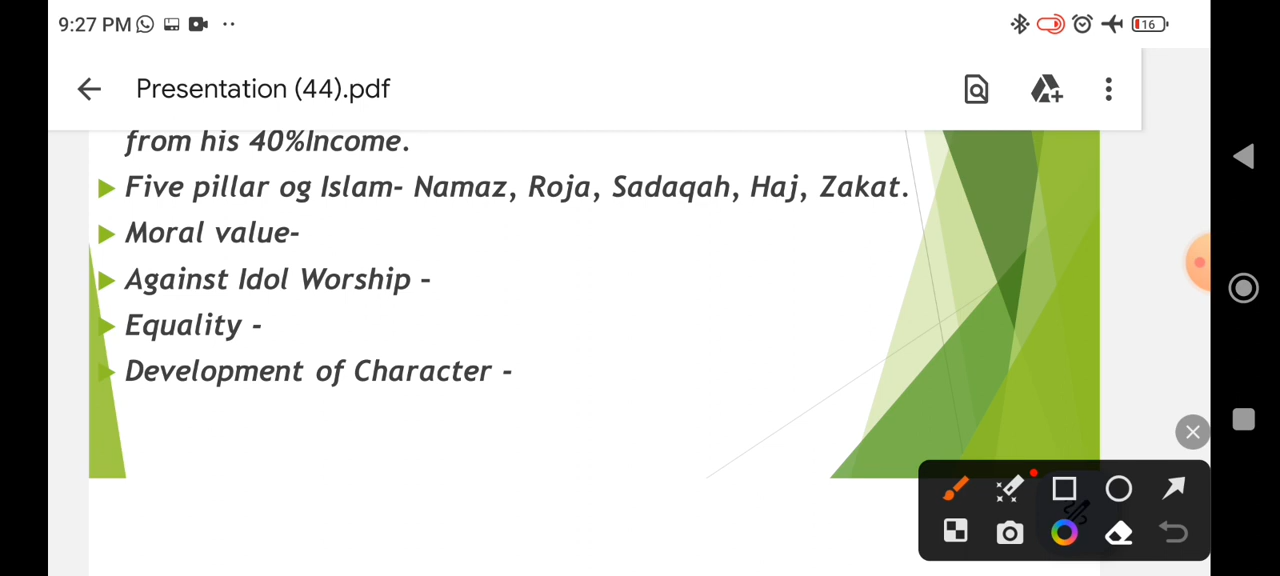 9:27 PM
16
Presentation (44).pdf
from his 40%Income.
Five pillar og Islam- Namaz, Roja, Sadaqah, Haj, Zakat.
Moral value-
Against Idol Worship -
Equality -
Development of Character -